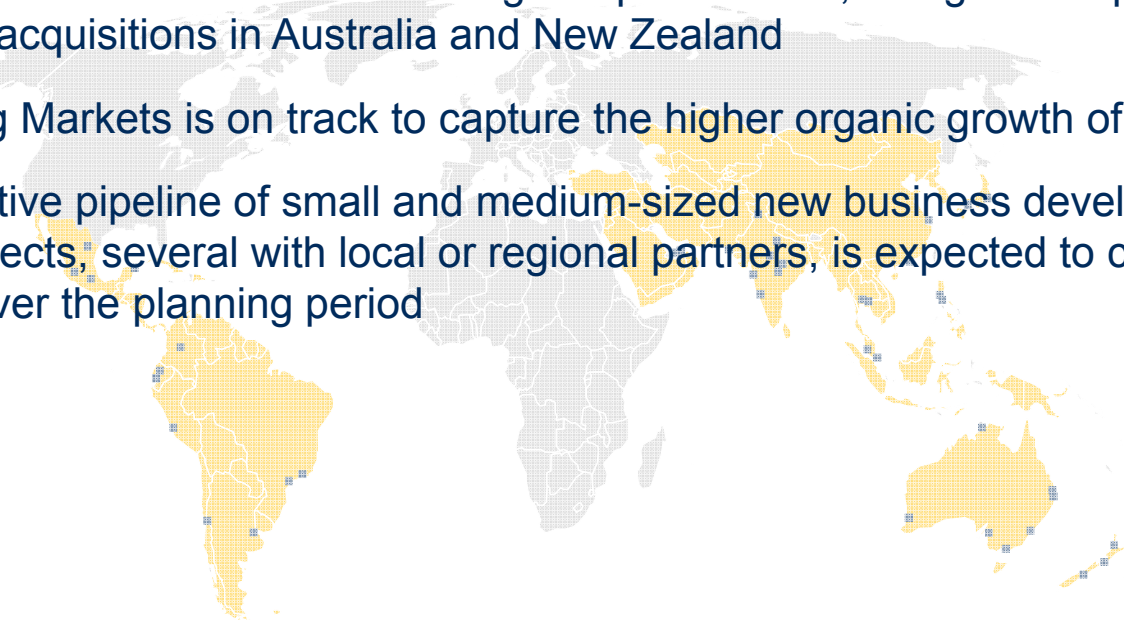 acquisitions in Australia and New Zealand
g Markets is on track to capture the higher organic growth of
tive pipeline of small and medium-sized new business devel
ects, several with local or regional partners, is expected to c
ver the planning period